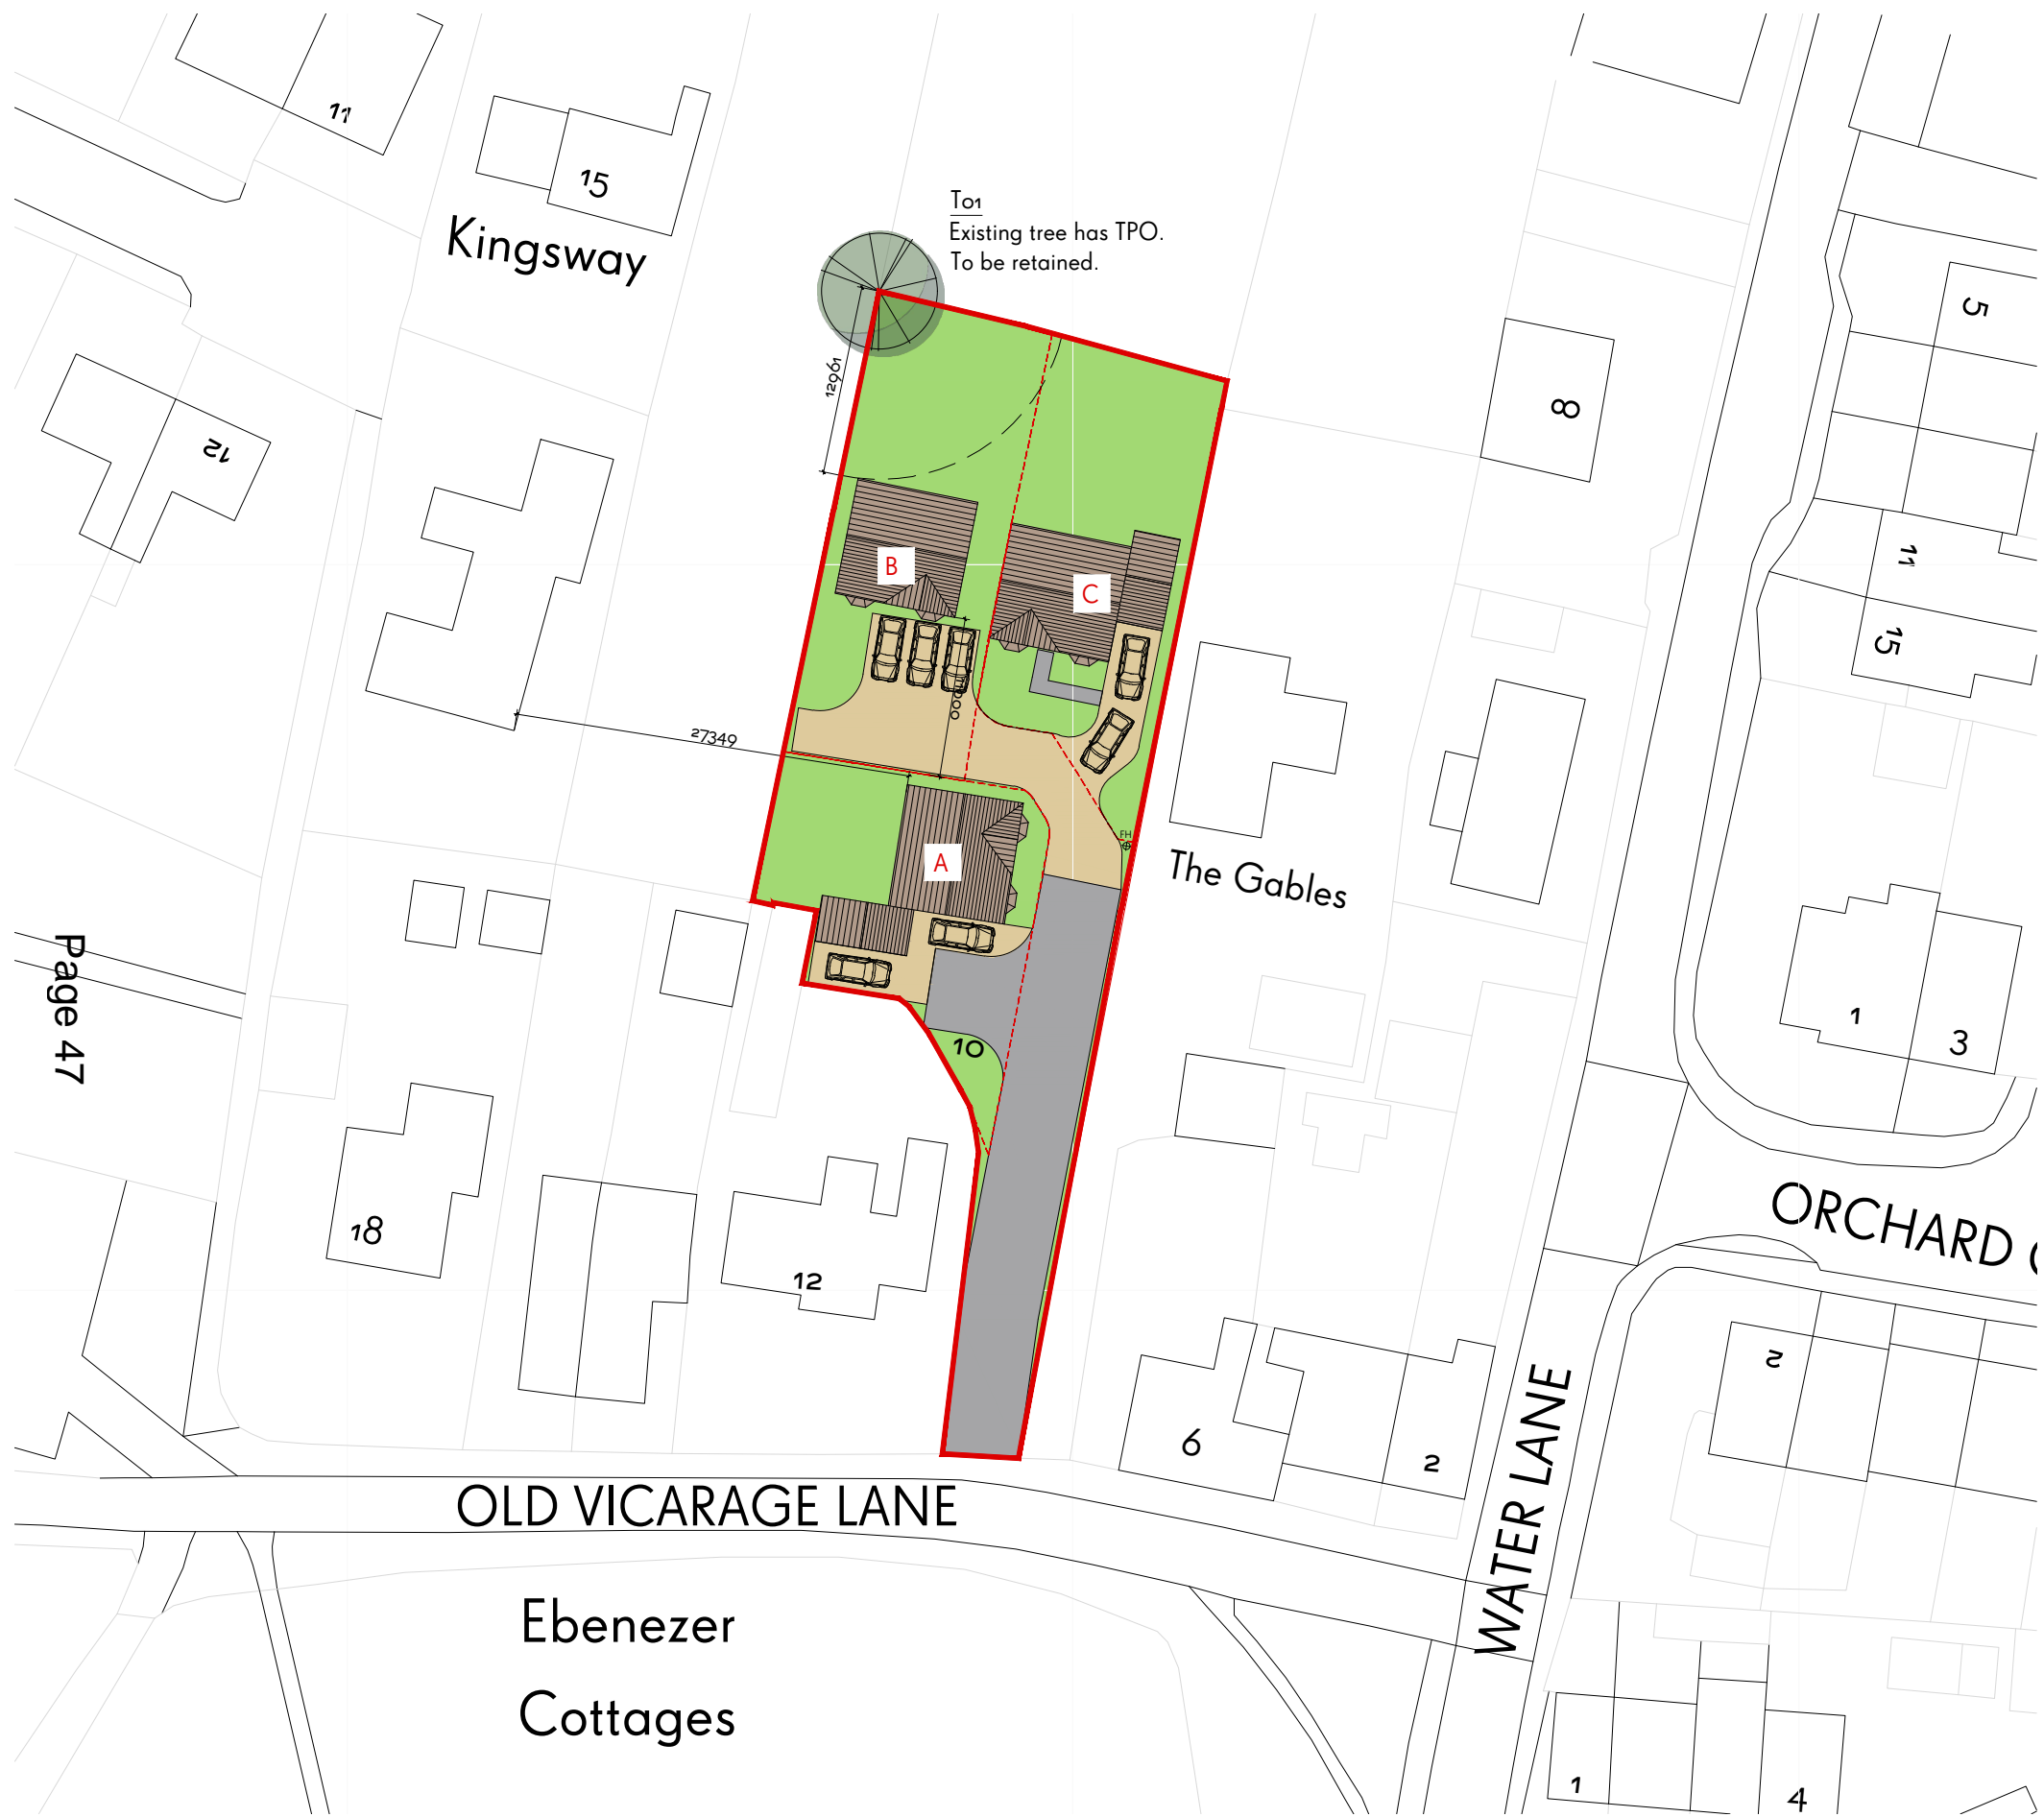 11
15
Kingsway
To1
Existing tree has TPO.
To be retained.
5
12961
8
12
B
C
11
15
27349
A
FH
The Gables
Page 47
10
1
3
ORCHARD
18
12
6
2
2
WATER LANE
OLD VICARAGE LANE
Ebenezer
Cottages
1
4